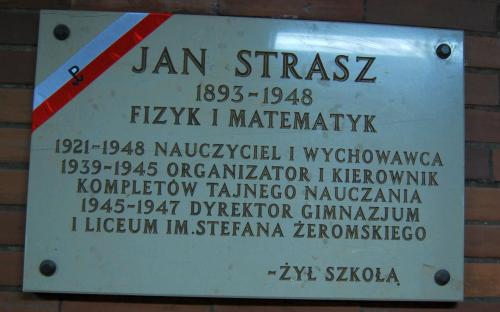 JAN STRASZ
1893-1948
FIZYK I MATEMATYK
1921-1948 NAUCZYCIEL I WYCHOWAWCA
1939-1945 ORGANIZATOR I KIEROWNIK
KOMPLETÓW TAJNEGO NAUCZANIA
1945-1947 DYREKTOR GIMNAZJUM
I LICEUM IM.STEFANA ŻEROMSKIEGO
-ŻYŁ SZKOŁĄ